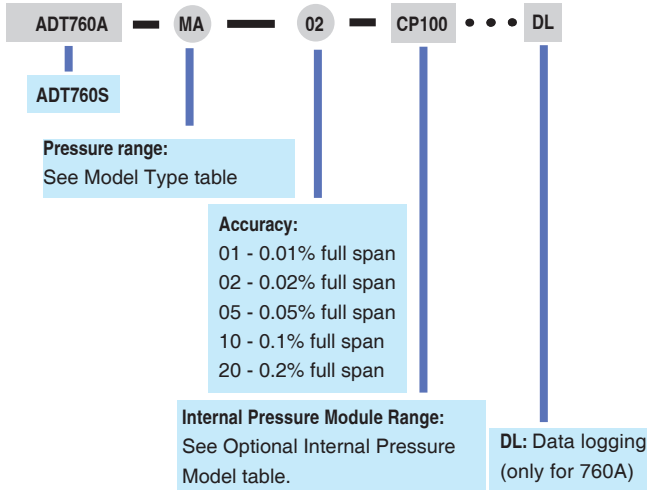 ADT760A MA 02 CP100 DL
ADT760S
Pressure range:
See Model Type table
Accuracy:
01 - 0.01% full span
02 - 0.02% full span
05 - 0.05% full span
10 - 0.1% full span
20 - 0.2% full span
Internal Pressure Module Range:
See Optional Internal Pressure
Model table.
DL: Data logging
(only for 760A)